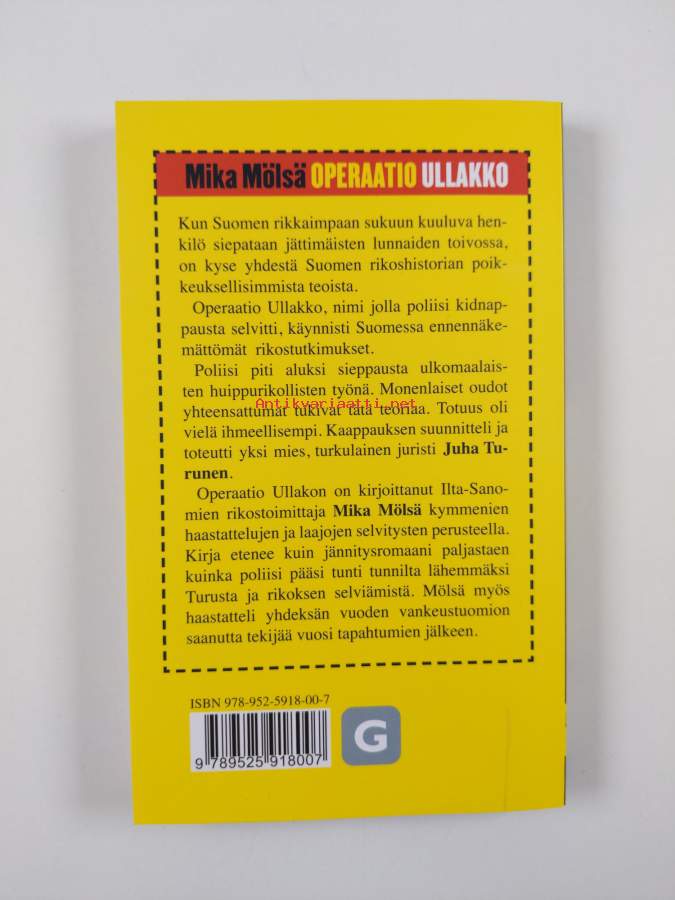 Mika Mölsä OPERAATIO ULLAKKO
Kun Suomen rikkaimpaan sukuun kuuluva hen-
kilö siepataan jättimäisten lunnaiden toivossa,
on kyse yhdestä Suomen rikoshistorian poik-
keuksellisimmista teoista.
Operaatio Ullakko, nimi jolla poliisi kidnap-
pausta selvitti, käynnisti Suomessa ennennäke-
mättömät rikostutkimukset.
Poliisi piti aluksi sieppausta ulkomaalais-
ten huippurikollisten työnä. Monenlaiset oudot
Antikvariaatti.net
yhteensattumat tukivat tätä teoriaa. Totuus oli
vielä ihmeellisempi. Kaappauksen suunnitteli ja
toteutti yksi mies, turkulainen juristi Juha Tu-
runen.
Operaatio Ullakon on kirjoittanut Ilta-Sano-
mien rikostoimittaja Mika Mölsä kymmenien
haastattelujen ja laajojen selvitysten perusteella.
Kirja etenee kuin jännitysromaani paljastaen
kuinka poliisi pääsi tunti tunnilta lähemmäksi
Turusta ja rikoksen selviämistä. Mölsä myös
haastatteli yhdeksän vuoden vankeustuomion
saanutta tekijää vuosi tapahtumien jälkeen.
ISBN 978-952-5918-00-7
G
9 789525 918007